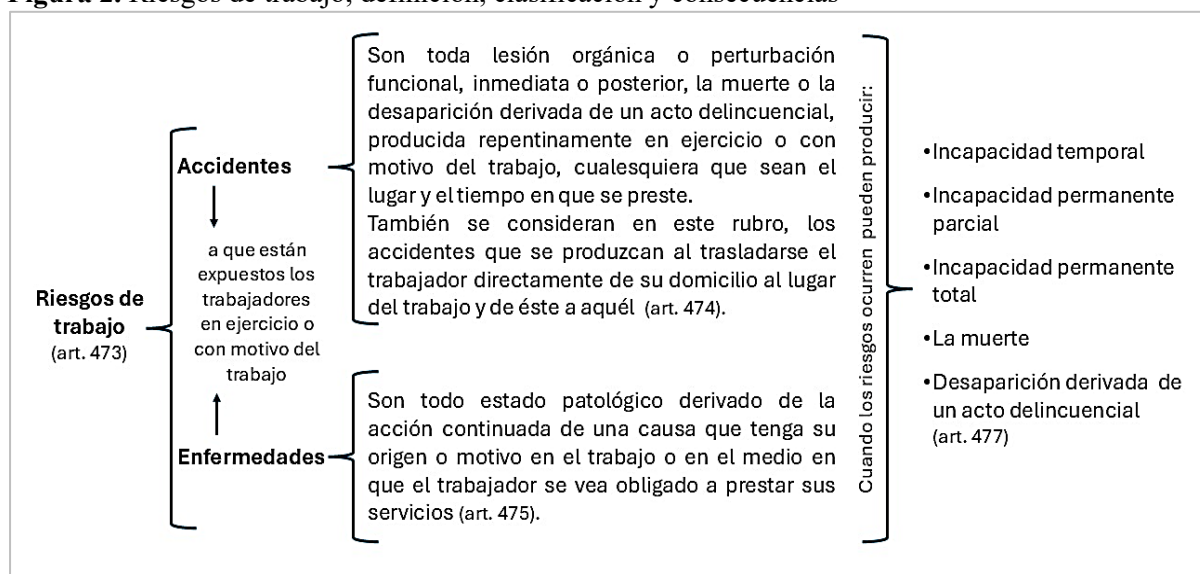 Figura 2. Riesgos de trabajo, definición, clasificación y consecuencias
Riesgos de
trabajo
(art. 473)
Accidentes
a que están
expuestos los
trabajadores
en ejercicio o
con motivo del
trabajo
Enfermedades
Son toda lesión orgánica o perturbación
funcional, inmediata o posterior, la muerte o la
desaparición derivada de un acto delincuencial,
producida repentinamente en ejercicio o con
motivo del trabajo, cualesquiera que sean el
lugar y el tiempo en que se preste.
También se consideran en este rubro, los
accidentes que se produzcan al trasladarse el
trabajador directamente de su domicilio al lugar
del trabajo y de éste a aquél (art. 474).
Son todo estado patológico derivado de la
acción continuada de una causa que tenga su
origen o motivo en el trabajo o en el medio en
que el trabajador se vea obligado a prestar sus
servicios (art. 475).
Cuando los riesgos ocurren pueden producir:
•Incapacidad temporal
•Incapacidad permanente
parcial
•Incapacidad permanente
total
•La muerte
•Desaparición derivada de
un acto delincuencial
(art. 477)